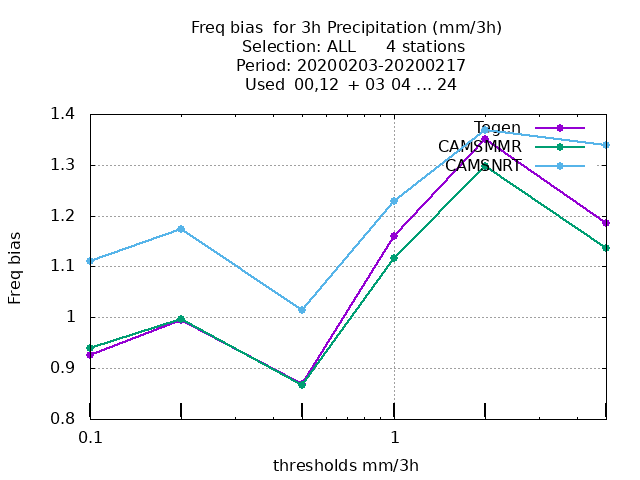 Freq bias  for 3h Precipitation (mm/3h)
Selection: ALL      4 stations
Period: 20200203-20200217
Used  00,12  + 03 04 ... 24
Tegen
CAMSMMR
CAMSNRT
1.4
1.3
1.2
1.1
1
0.9
0.8
Freq bias
0.1
1
thresholds mm/3h